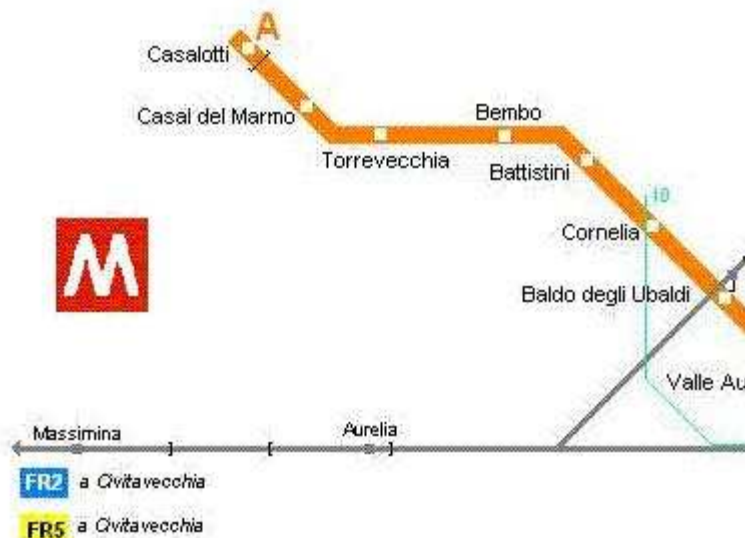 A
Casalotti
Casal del Marmo
Bembo
Torrevecchia
Battistini
10
Cornelia
M
Baldo degli Ubaldi
Valle Au
Massimina
Aurelia
FR2 a Civitavecchia
FR5 a Civitavecchia